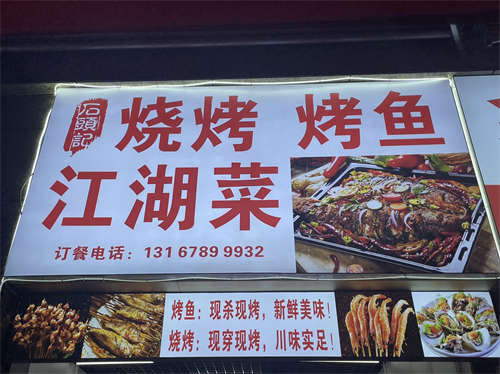 石頭記
烧烤 烤鱼
江湖菜
订餐电话：131 6789 9932
烤鱼：现杀现烤，新鲜美味！
烧烤：现穿现烤，川味实足！